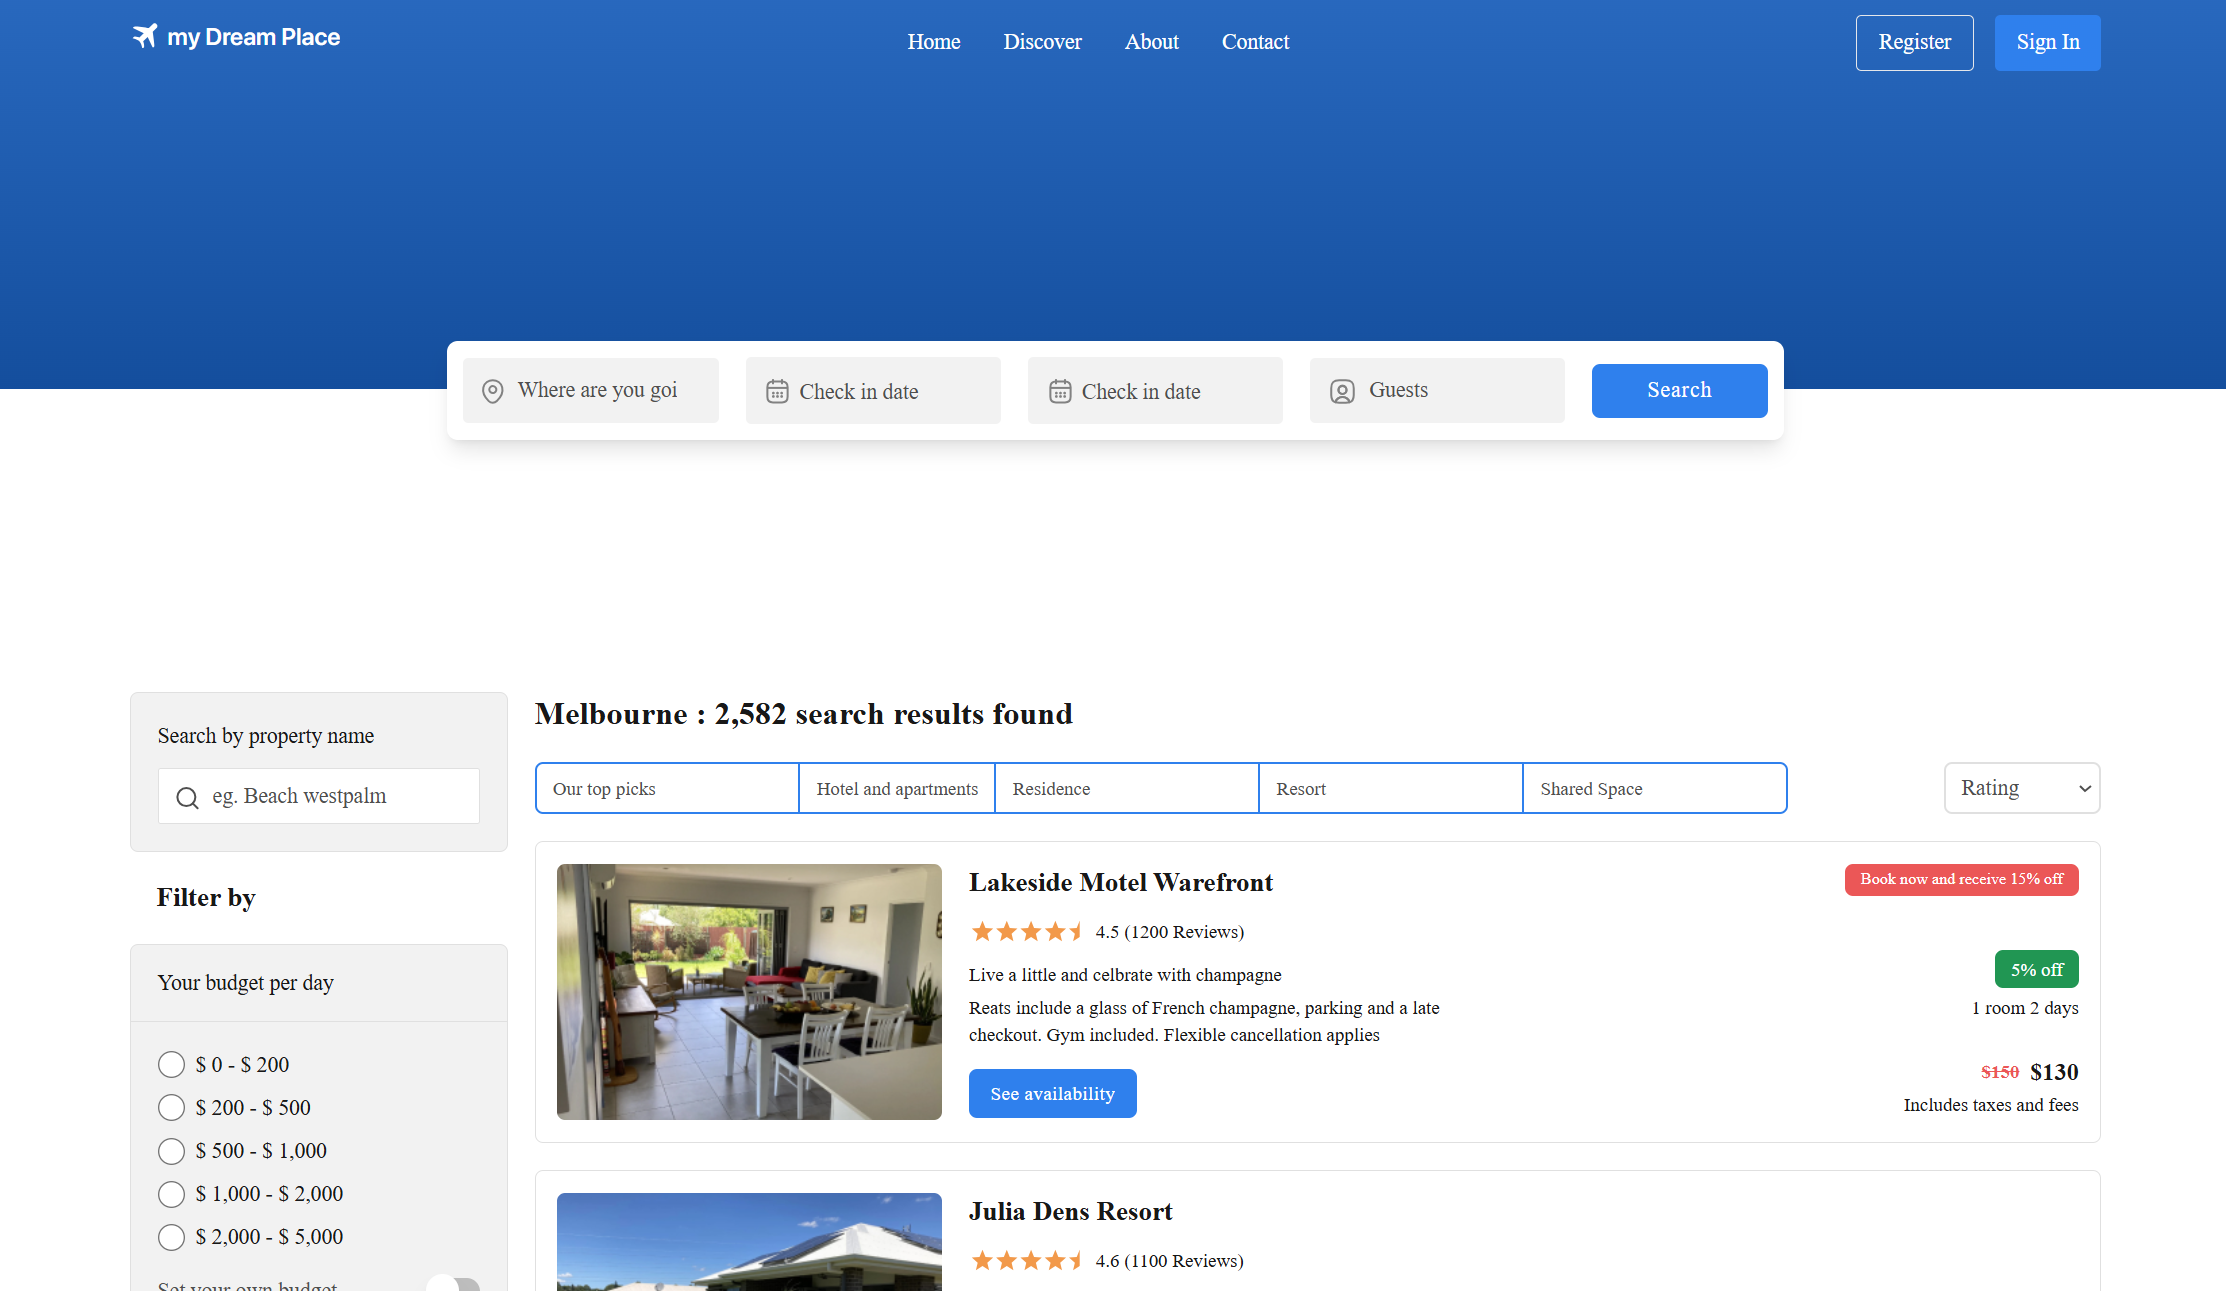 my Dream Place
Home
Discover
About
Contact
Register
Sign In
Where are you goi
Check in date
Check in date
Guests
Search
Search by property name
eg. Beach westpalm
Filter by
Your budget per day
$ 0 - $ 200
$ 200 - $ 500
$ 500 - $ 1,000
$ 1,000 - $ 2,000
$ 2,000 - $ 5,000
Set your own budget
Melbourne : 2,582 search results found
Our top picks
Hotel and apartments
Residence
Resort
Shared Space
Rating
Lakeside Motel Warefront
4.5 (1200 Reviews)
Live a little and celbrate with champagne
Reats include a glass of French champagne, parking and a late
checkout. Gym included. Flexible cancellation applies
See availability
Book now and receive 15% off
5% off
1 room 2 days
$150 $130
Includes taxes and fees
Julia Dens Resort
4.6 (1100 Reviews)